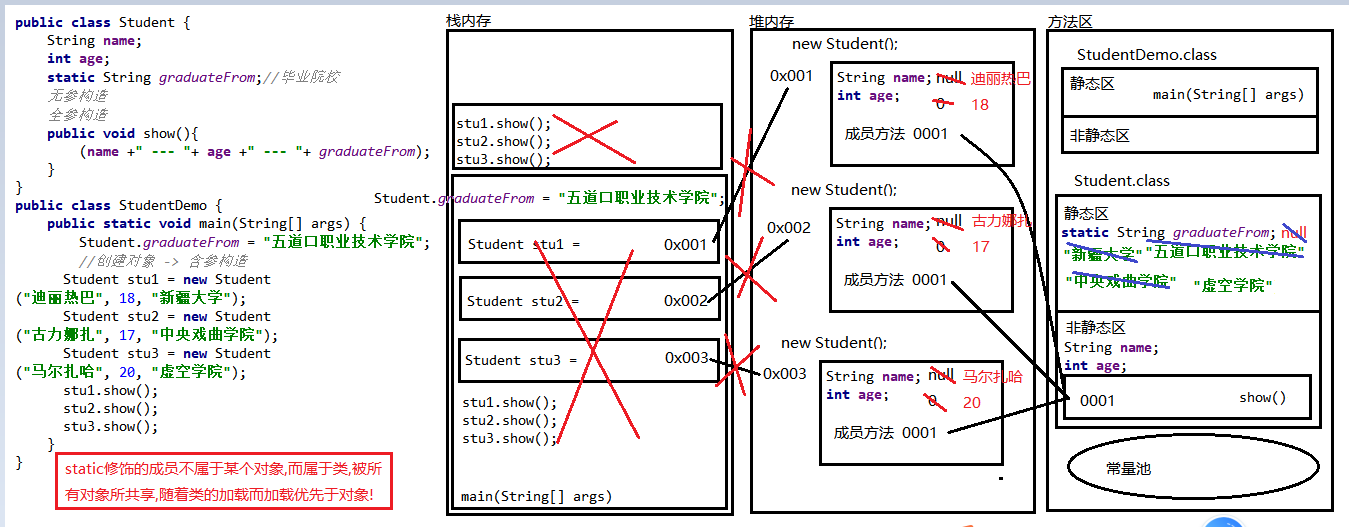 public class Student {
String name;
int age;
static String graduateFrom;//毕业院校
无参构造
全参构造
public void show(){
(name +" --- "+ age +" --- "+ graduateFrom);
}
}
public class StudentDemo {
public static void main(String[] args) {
Student.graduateFrom = "五道口职业技术学院";
//创建对象 -> 含参构造
Student stu1 = new Student
("迪丽热巴", 18, "新疆大学");
Student stu2 = new Student
("古力娜扎", 17, "中央戏曲学院");
Student stu3 = new Student
("马尔扎哈", 20, "虚空学院");
stu1.show();
stu2.show();
stu3.show();
}
}
static修饰的成员不属于某个对象,而属于类,被所
有对象所共享,随着类的加载而加载优先于对象!
栈内存
stu1.show();
stu2.show();
stu3.show();
Student.graduateFrom = "五道口职业技术学院";
Student stu1 = 0x001
Student stu2 = 0x002
Student stu3 = 0x003
stu1.show();
stu2.show();
stu3.show();
main(String[] args)
堆内存
new Student();
0x001
String name; null 迪丽热巴
int age; 0 18
成员方法 0001
new Student();
0x002
String name; null 古力娜扎
int age; 0 17
成员方法 0001
new Student();
0x003
String name; null 马尔扎哈
int age; 0 20
成员方法 0001
方法区
StudentDemo.class
静态区
main(String[] args)
非静态区
Student.class
静态区
static String graduateFrom; null
"新疆大学" "五道口职业技术学院"
"中央戏曲学院" "虚空学院"
非静态区
String name;
int age;
0001 show()
常量池